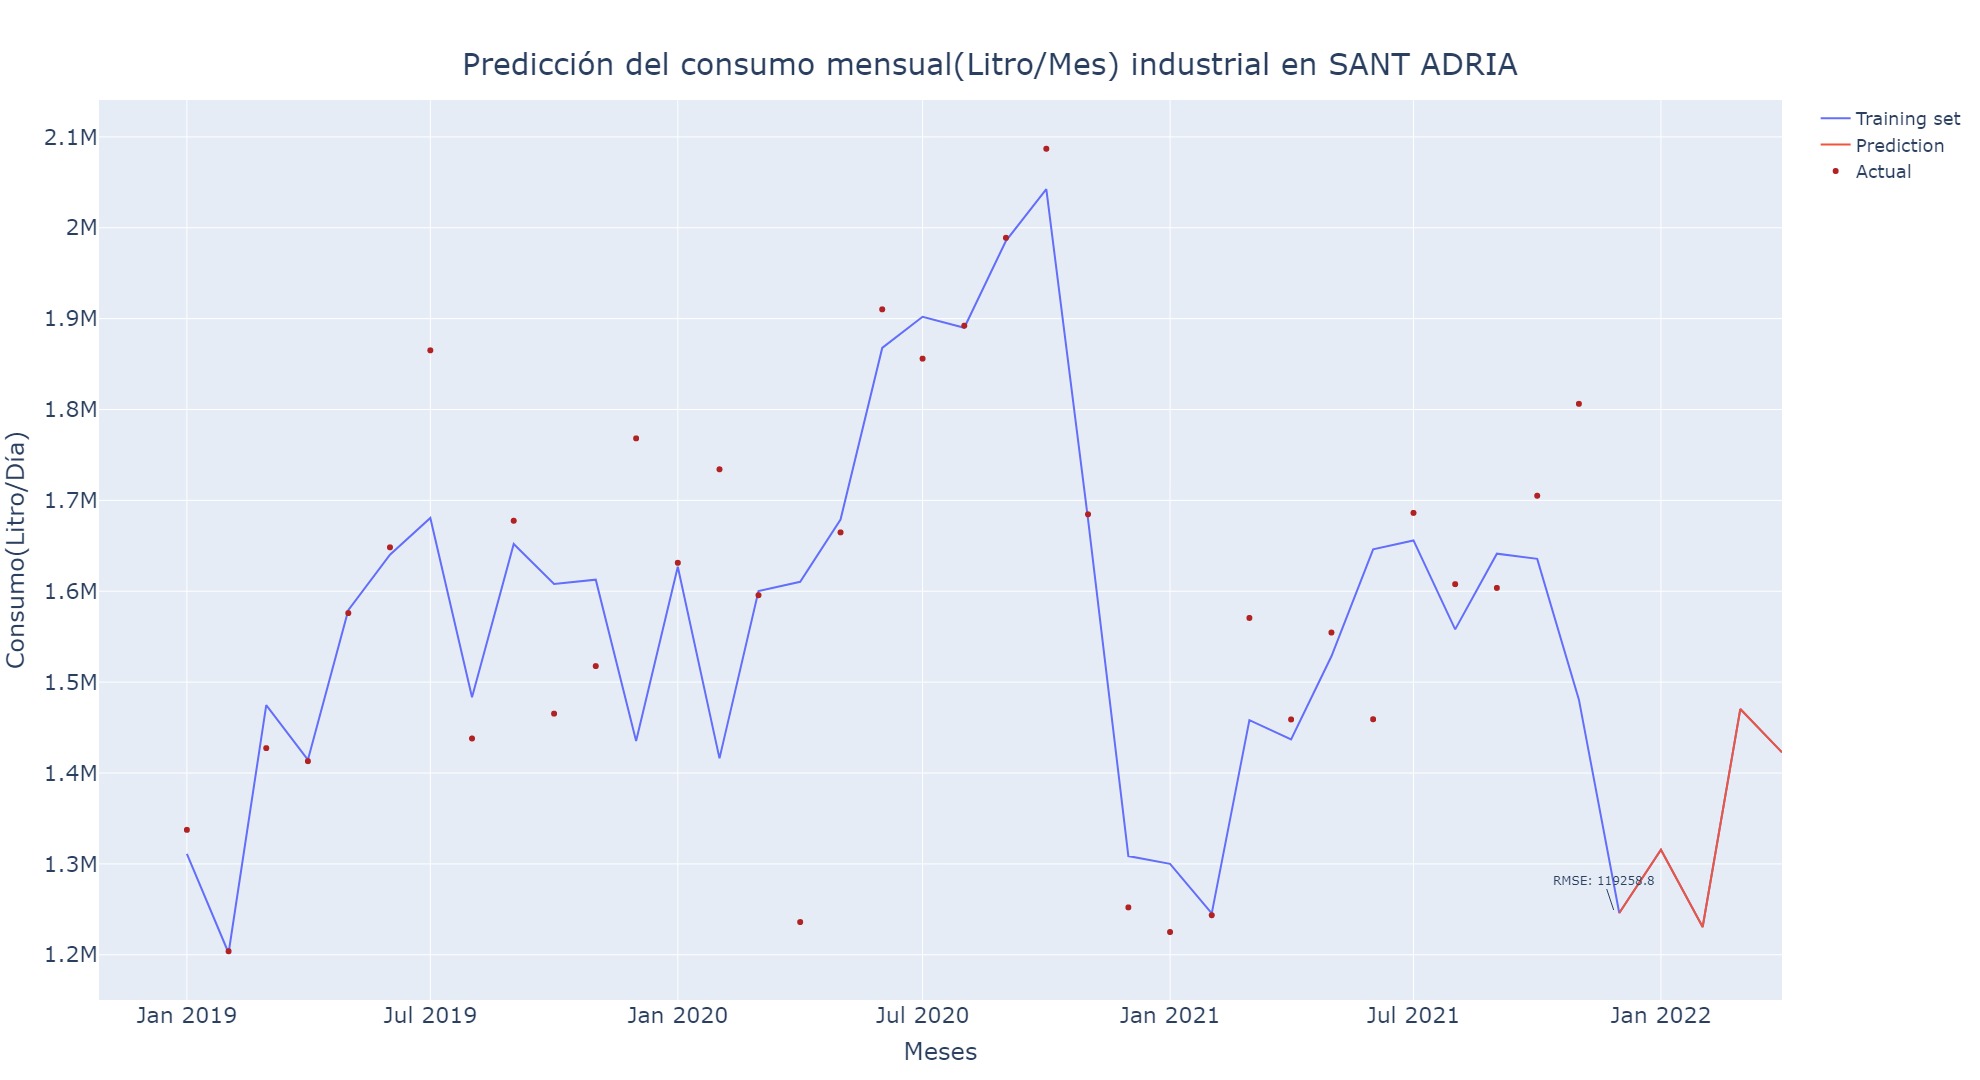 Predicción del consumo mensual(Litro/Mes) industrial en SANT ADRIA
Training set
Prediction
Actual
Consumo(Litro/Día)
2.1M
2M
1.9M
1.8M
1.7M
1.6M
1.5M
1.4M
1.3M
1.2M
RMSE: 119258.8
Jan 2019
Jul 2019
Jan 2020
Jul 2020
Jan 2021
Jul 2021
Jan 2022
Meses